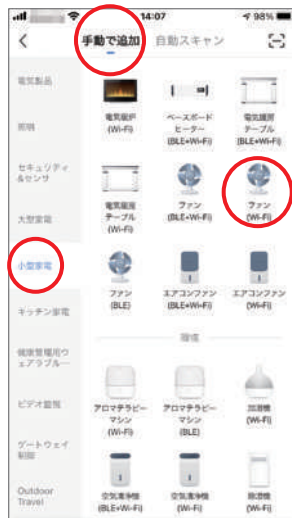 14:07
98%
手動で追加
自動スキャン
電気製品
照明
セキュリティ
&センサ
大型家電
小型家電
キッチン家電
健康管理用ウ
ェアラブル…
ビデオ監視
ゲートウェイ
制御
Outdoor
Travel
電気暖炉
(Wi-Fi)
ベースボード
ヒーター
(BLE+Wi-Fi)
電気暖房
テーブル
(BLE+Wi-Fi)
電気暖房
テーブル
(Wi-Fi)
ファン
(BLE+Wi-Fi)
ファン
(Wi-Fi)
ファン
(BLE)
エアコンファン
(BLE+Wi-Fi)
エアコンファン
(Wi-Fi)
環境
アロマテラピー
マシン
(Wi-Fi)
アロマテラピー
マシン
(BLE)
加湿機
(Wi-Fi)
空気清浄機
(BLE+Wi-Fi)
空気清浄機
(Wi-Fi)
除湿機
(Wi-Fi)